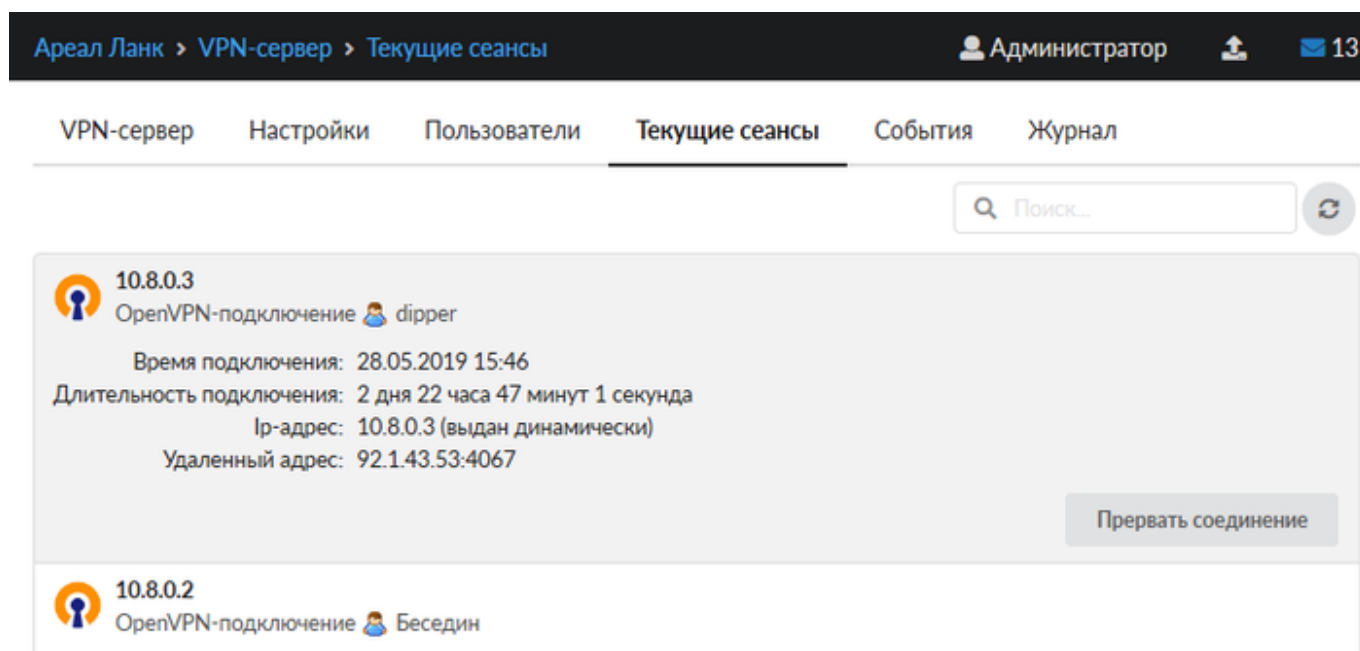 Ареал Ланк > VPN-сервер > Текущие сеансы Администратор 13
VPN-сервер Настройки Пользователи Текущие сеансы События Журнал
Поиск...
10.8.0.3
OpenVPN-подключение dipper
Время подключения: 28.05.2019 15:46
Длительность подключения: 2 дня 22 часа 47 минут 1 секунда
Ip-адрес: 10.8.0.3 (выдан динамически)
Удаленный адрес: 92.1.43.53:4067
Прервать соединение
10.8.0.2
OpenVPN-подключение Беседин